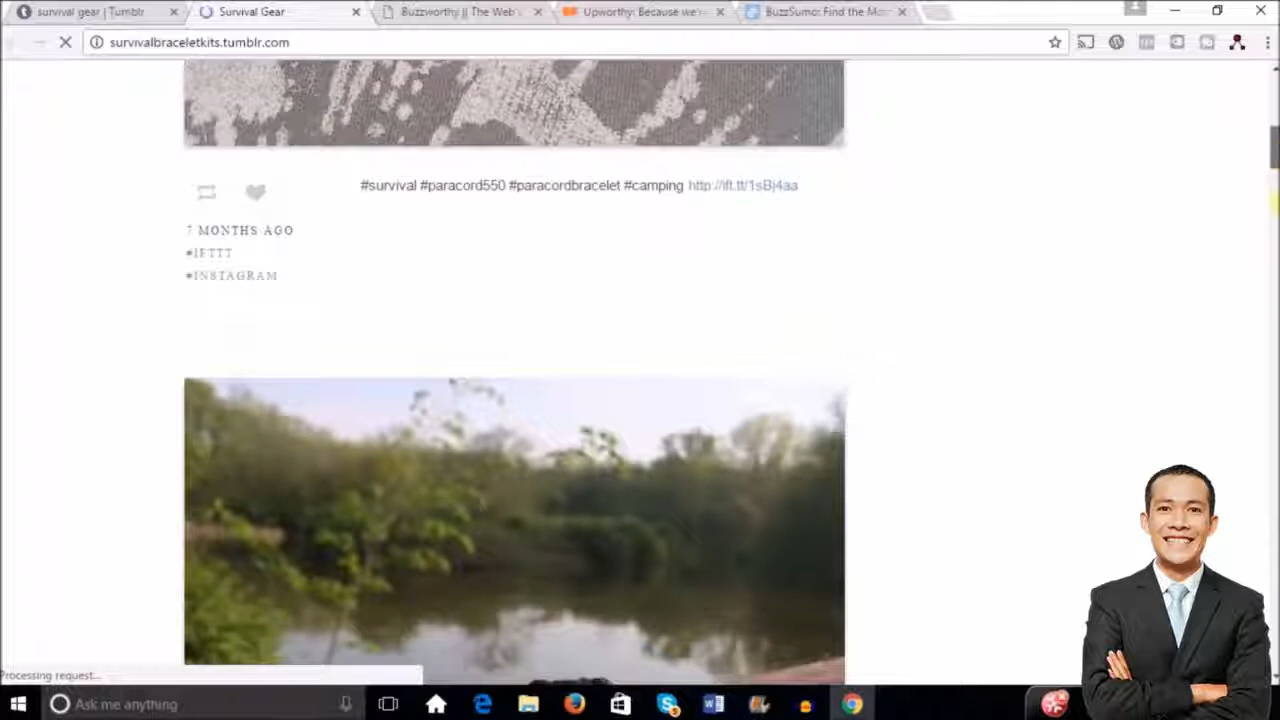 survival gear | Tumblr
Survival Gear
Buzzworthy || The Web's
Upworthy: Because we're
BuzzSumo: Find the Mo
survivalbraceletkits.tumblr.com
#survival #paracord550 #paracordbracelet #camping http://ift.tt/1sBj4aa
7 MONTHS AGO
#IFTTT
#INSTAGRAM
Processing request...
Ask me anything